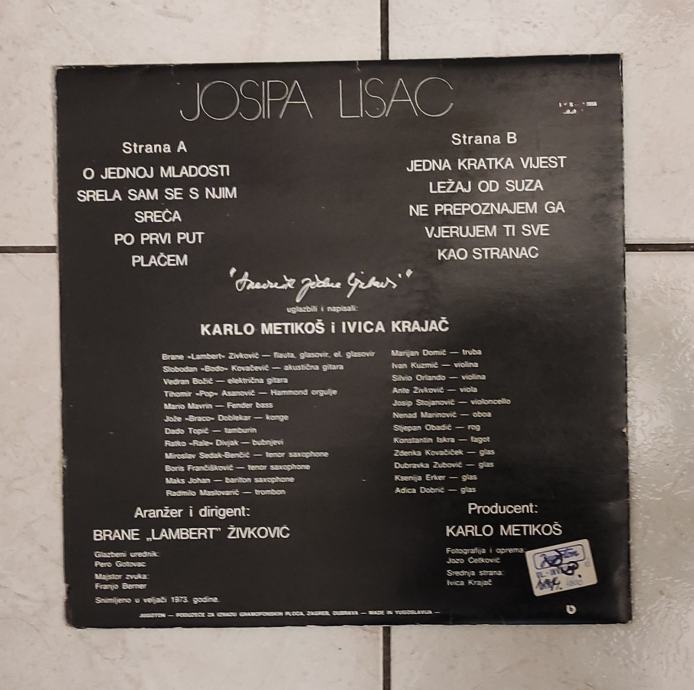 JOSIPA LISAC
Strana A
O JEDNOJ MLADOSTI
SRELA SAM SE S NJIM
SREĆA
PO PRVI PUT
PLAČEM
Strana B
JEDNA KRATKA VIJEST
LEŽAJ OD SUZA
NE PREPOZNAJEM GA
VJERUJEM TI SVE
KAO STRANAC
"Dnevnik jedne ljubavi"
uglazbili i napisali:
KARLO METIKOŠ i IVICA KRAJAČ
Brane »Lambert« Živković — flauta, glasovir, el. glasovir
Slobodan »Bodo« Kovačević — akustična gitara
Vedran Božić — električna gitara
Tihomir »Pop« Asanović — Hammond orgulje
Mario Mavrin — Fender bass
Jože »Braco« Doblekar — konge
Dado Topić — tamburin
Ratko »Rale« Divjak — bubnjevi
Miroslav Sedak-Benčić — tenor saxophone
Boris Frančišković — tenor saxophone
Maks Johan — bariton saxophone
Radmilo Maslovarić — trombon
Marijan Domić — truba
Ivan Kuzmić — violina
Silvio Orlando — violina
Ante Živković — viola
Josip Stojanović — violoncello
Nenad Marinović — oboa
Stjepan Obadić — rog
Konstantin Iskra — fagot
Zdenka Kovačiček — glas
Dubravka Zubović — glas
Ksenija Erker — glas
Adica Dobrić — glas
Aranžer i dirigent:
BRANE „LAMBERT" ŽIVKOVIĆ
Glazbeni urednik:
Pero Gotovac
Majstor zvuka:
Franjo Berner
Snimljeno u veljači 1973. godine.
Producent:
KARLO METIKOŠ
Fotografija i oprema:
Jozo Ćetković
Srednja strana:
Ivica Krajač
JUGOTON — PODUZEĆE ZA IZRADU GRAMOFONSKIH PLOČA, ZAGREB, DUBRAVA — MADE IN YUGOSLAVIA —